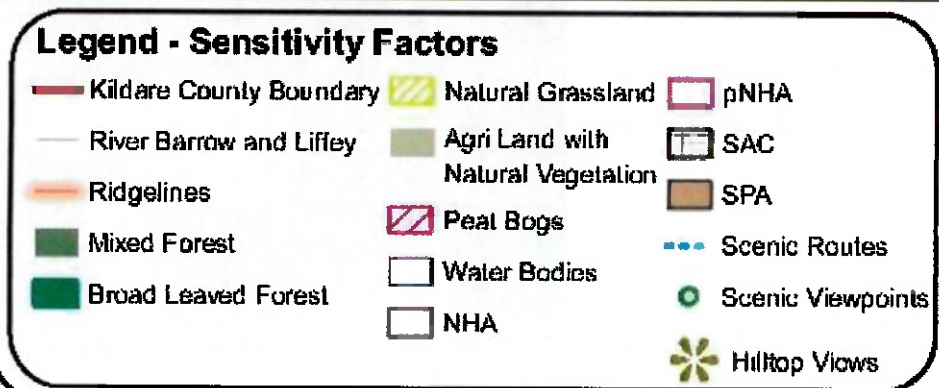 Legend - Sensitivity Factors
Kildare County Boundary
River Barrow and Liffey
Ridgelines
Mixed Forest
Broad Leaved Forest
Natural Grassland
Agri Land with
Natural Vegetation
Peat Bogs
Water Bodies
NHA
pNHA
SAC
SPA
Scenic Routes
Scenic Viewpoints
Hilltop Views